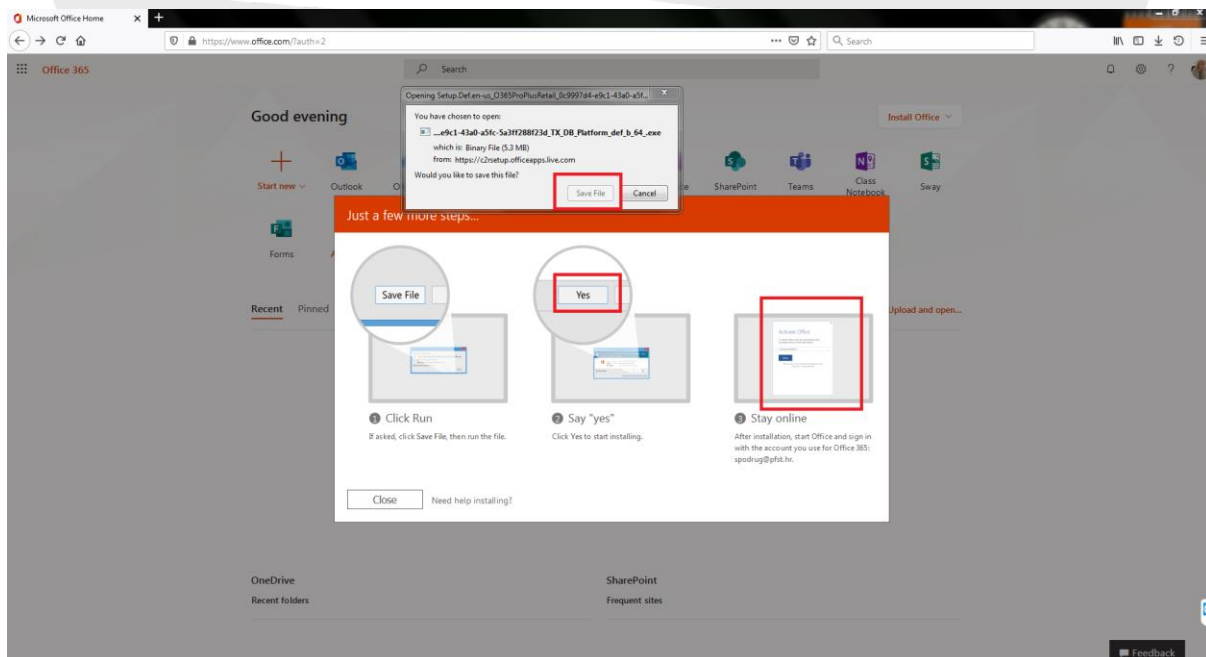 Microsoft Office Home
https://www.office.com/?auth=2
Search
Office 365
Search
Opening Setup.Def.en-us_O365ProPlusRetail_0c9997d4-e9c1-43a0-a5f...
You have chosen to open:
...e9c1-43a0-a5fc-5a3ff288f23d_TX_DB_Platform_def_b_64_.exe
which is: Binary File (5.3 MB)
from: https://c2rsetup.officeapps.live.com
Would you like to save this file?
Save File
Cancel
Good evening
Install Office
Start new
Outlook
SharePoint
Teams
Class Notebook
Sway
Forms
Just a few more steps...
Recent
Pinned
Upload and open...
Save File
Yes
Activate Office
1 Click Run
If asked, click Save File, then run the file.
2 Say "yes"
Click Yes to start installing.
3 Stay online
After installation, start Office and sign in
with the account you use for Office 365:
spodrug@pfst.hr.
Close
Need help installing?
OneDrive
Recent folders
SharePoint
Frequent sites
Feedback